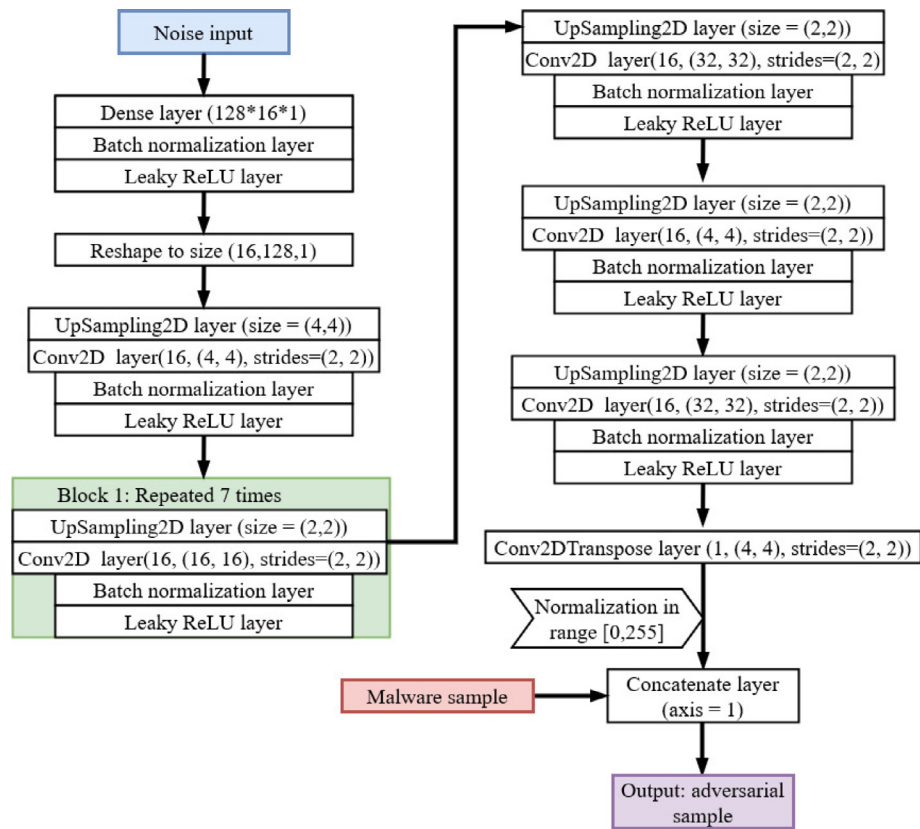 Noise input
Dense layer (128*16*1)
Batch normalization layer
Leaky ReLU layer
Reshape to size (16,128,1)
UpSampling2D layer (size = (4,4))
Conv2D layer(16, (4, 4), strides=(2, 2))
Batch normalization layer
Leaky ReLU layer
Block 1: Repeated 7 times
UpSampling2D layer (size = (2,2))
Conv2D layer(16, (16, 16), strides=(2, 2))
Batch normalization layer
Leaky ReLU layer
UpSampling2D layer (size = (2,2))
Conv2D layer(16, (32, 32), strides=(2, 2)
Batch normalization layer
Leaky ReLU layer
UpSampling2D layer (size = (2,2))
Conv2D layer(16, (4, 4), strides=(2, 2))
Batch normalization layer
Leaky ReLU layer
UpSampling2D layer (size = (2,2))
Conv2D layer(16, (32, 32), strides=(2, 2))
Batch normalization layer
Leaky ReLU layer
Conv2DTranspose layer (1, (4, 4), strides=(2, 2))
Normalization in
range [0,255]
Malware sample
Concatenate layer
(axis = 1)
Output: adversarial
sample